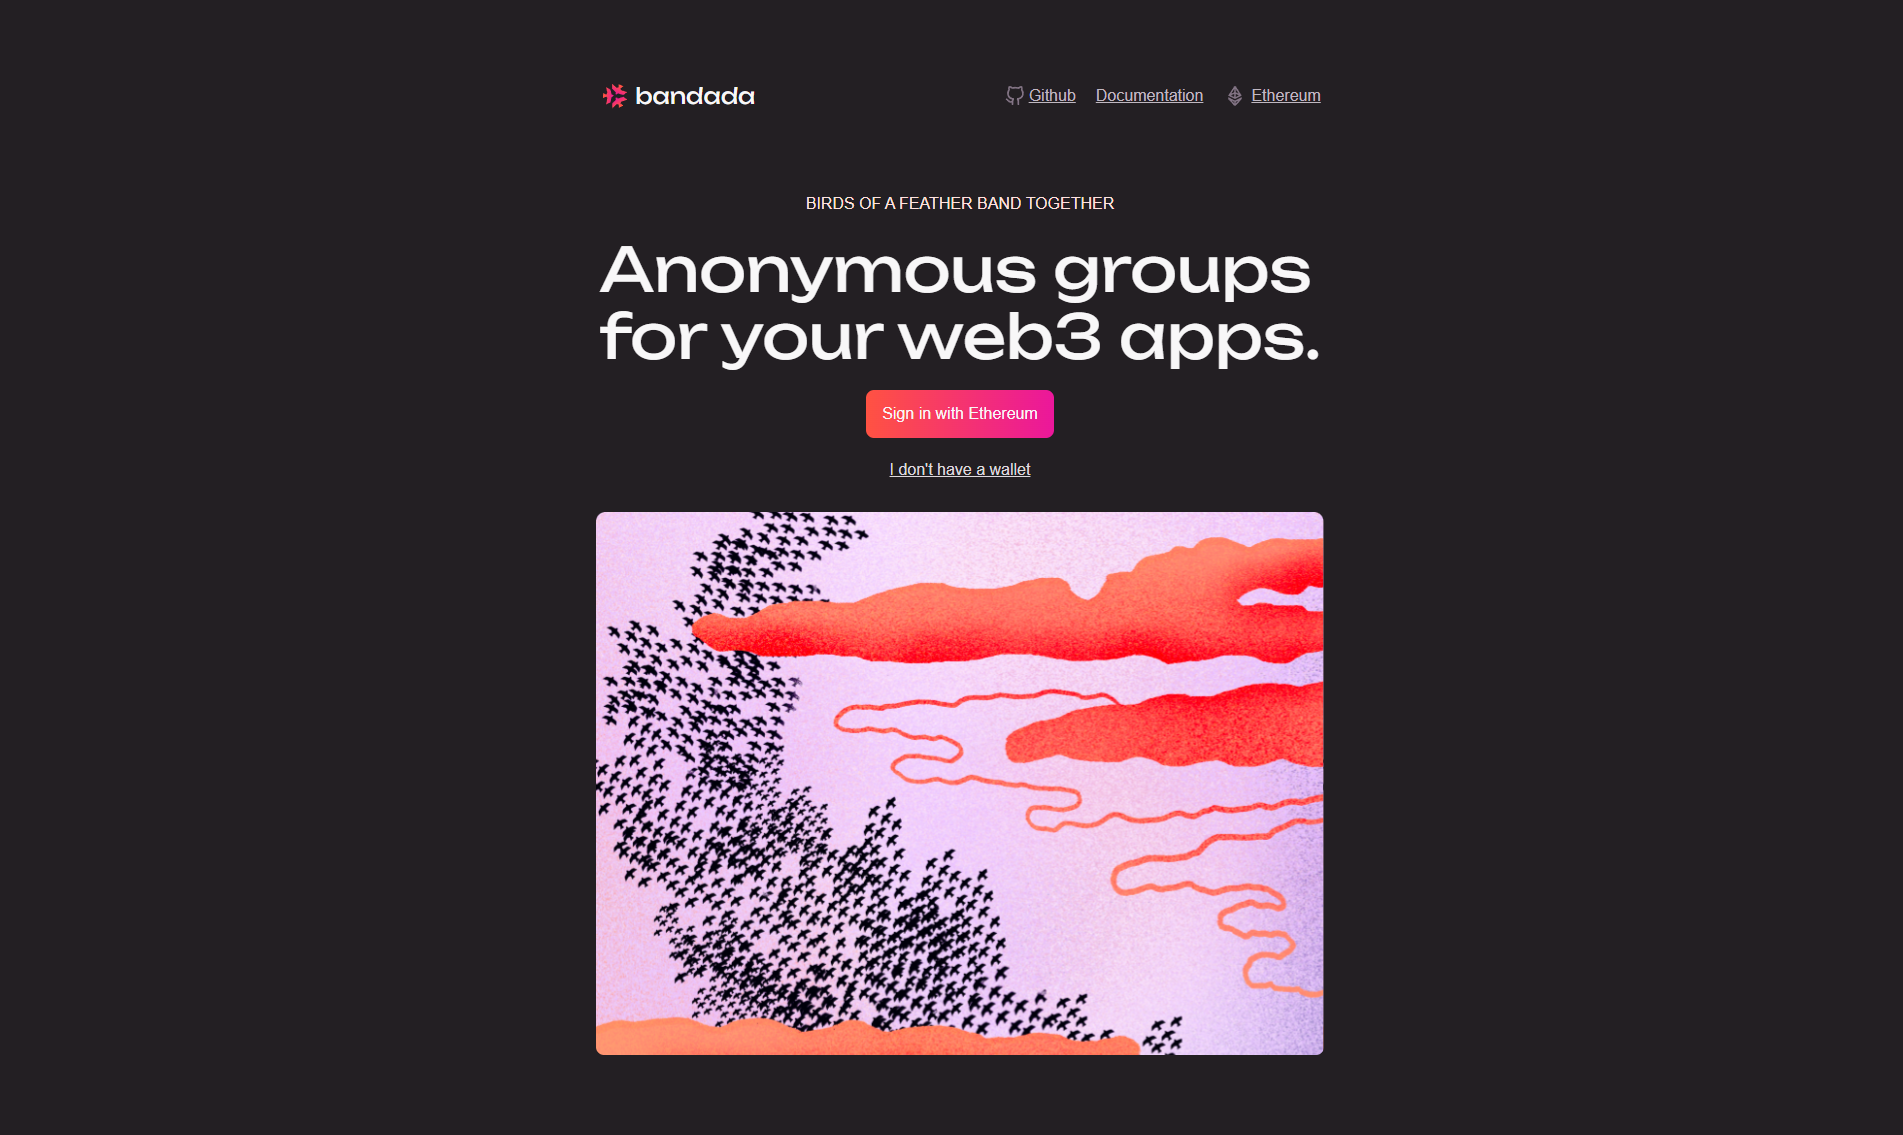 bandada
Github Documentation Ethereum
BIRDS OF A FEATHER BAND TOGETHER
Anonymous groups
for your web3 apps.
Sign in with Ethereum
I don't have a wallet